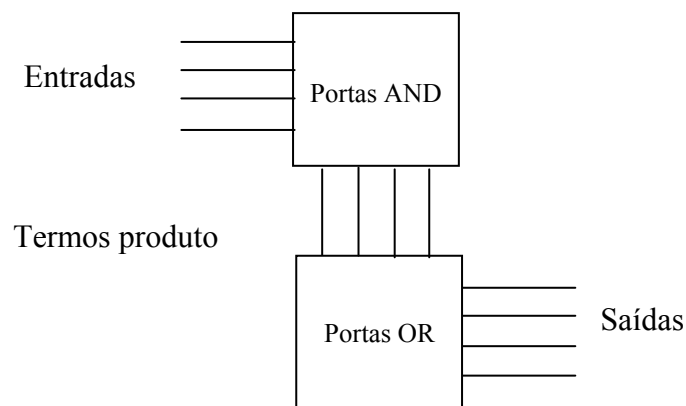 Entradas
Portas AND
Termos produto
Portas OR
Saídas